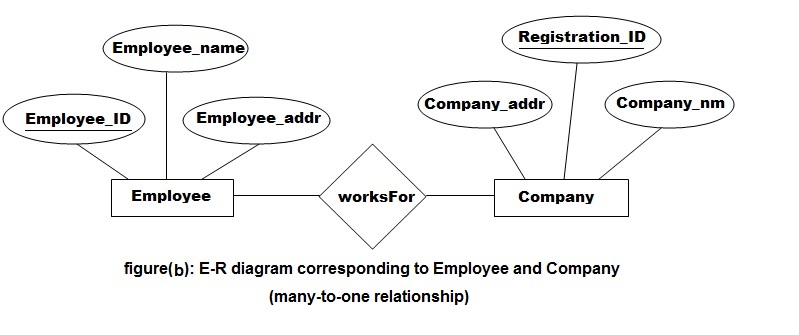 Registration_ID
Employee_name
Company_addr
Company_nm
Employee_ID
Employee_addr
Employee
worksFor
Company
figure(b): E-R diagram corresponding to Employee and Company
(many-to-one relationship)